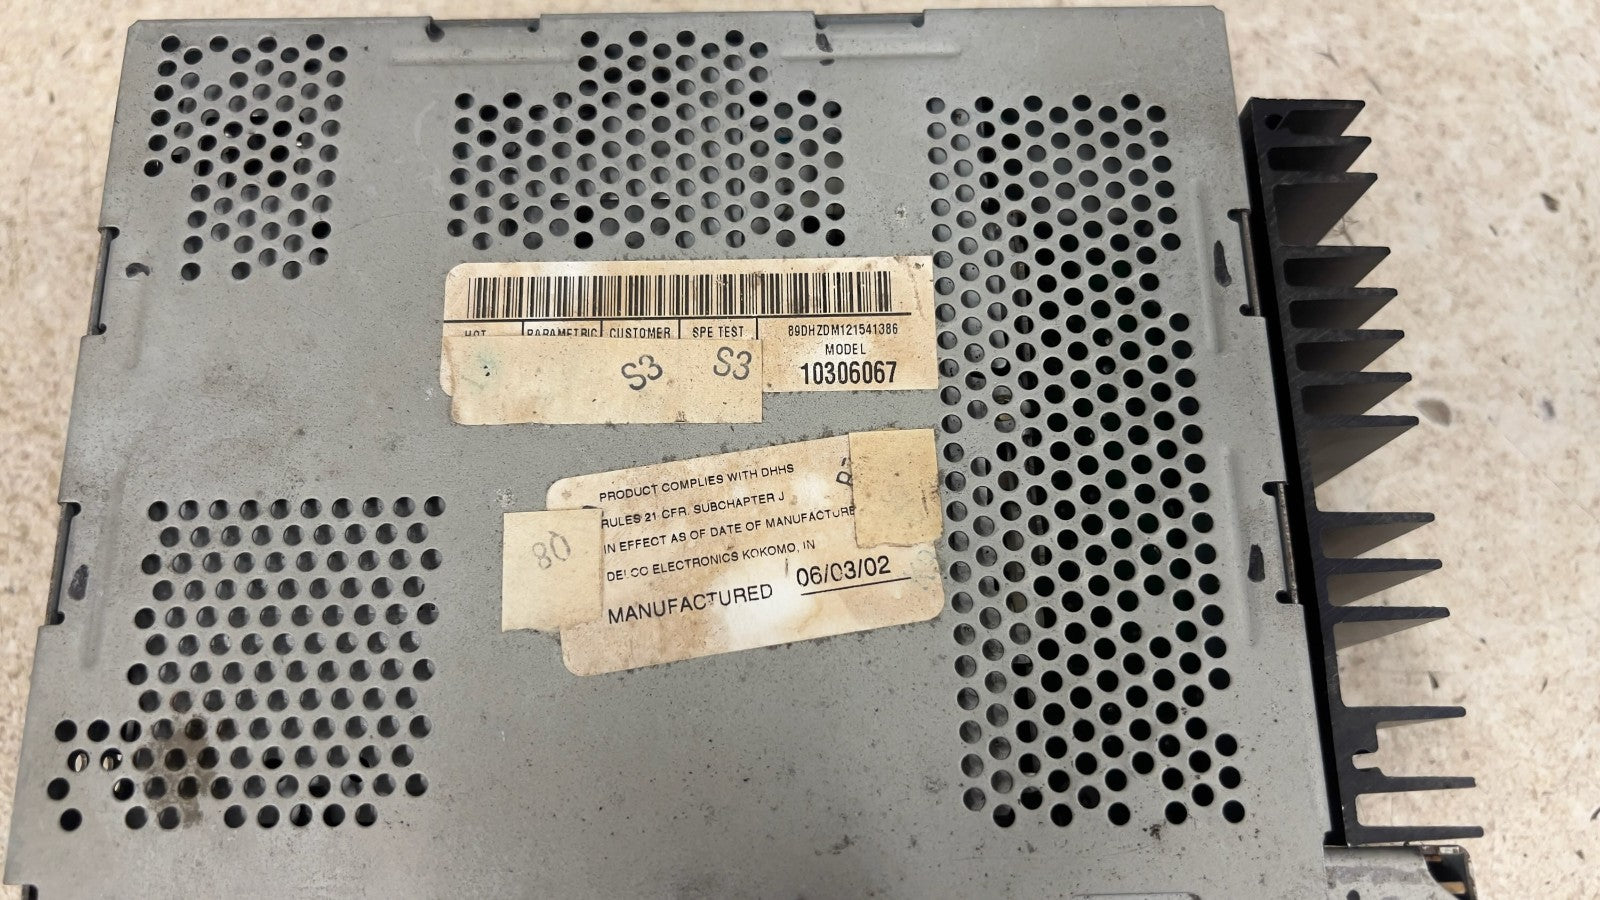 HOT PARAMETRIC CUSTOMER SPE TEST 89DHZDM121541386
MODEL
S3 S3 10306067
PRODUCT COMPLIES WITH DHHS
RULES 21 CFR. SUBCHAPTER J
IN EFFECT AS OF DATE OF MANUFACTURE
DELCO ELECTRONICS KOKOMO, IN
MANUFACTURED 06/03/02
80